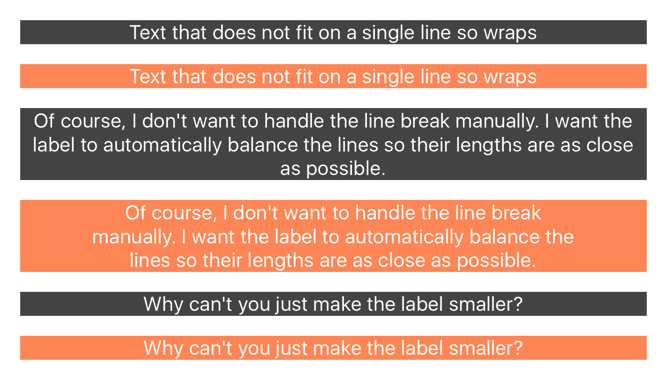 Text that does not fit on a single line so wraps
Text that does not fit on a single line so wraps
Of course, I don't want to handle the line break manually. I want the
label to automatically balance the lines so their lengths are as close
as possible.
Of course, I don't want to handle the line break
manually. I want the label to automatically balance the
lines so their lengths are as close as possible.
Why can't you just make the label smaller?
Why can't you just make the label smaller?